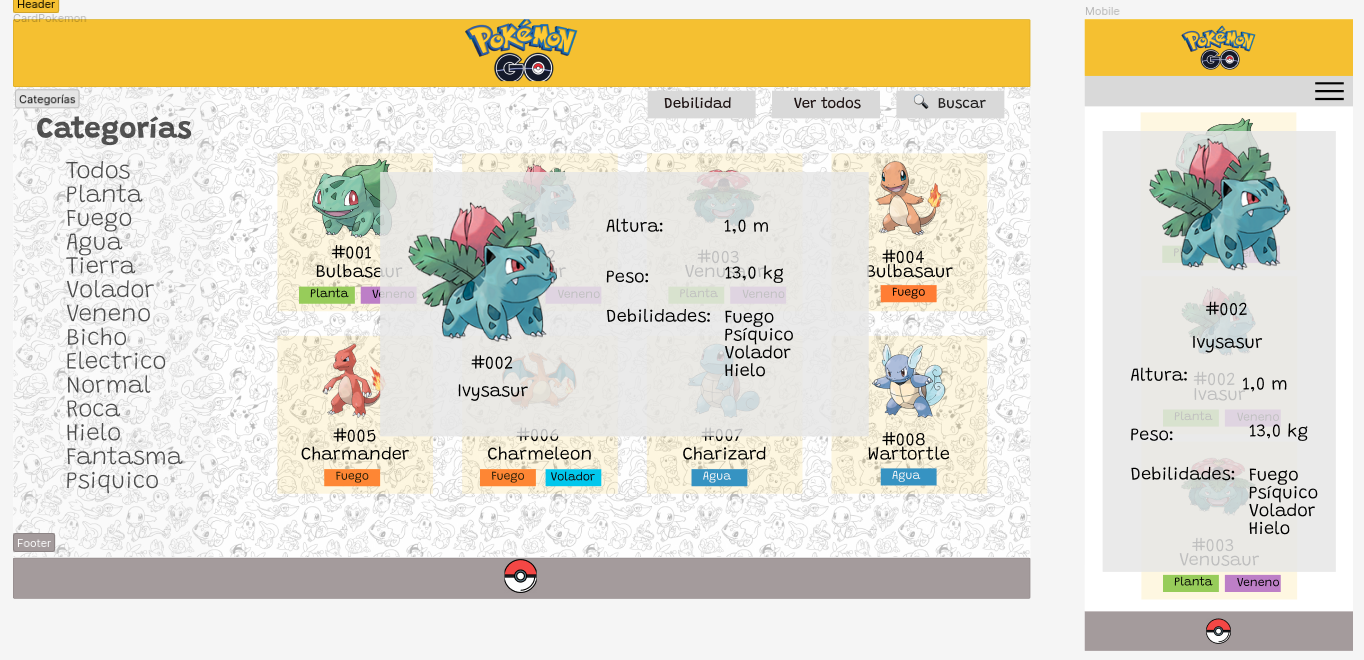 Header
CardPokemon
POKéMON
GO
Categorías
Debilidad
Ver todos
Buscar
Categorías
Todos
Planta
Fuego
Agua
Tierra
Volador
Veneno
Bicho
Electrico
Normal
Roca
Hielo
Fantasma
Psiquico
#001
Bulbasaur
Planta Veneno
Veneno
#003
Planta Veneno
#004
Bulbasaur
Fuego
Altura: 1,0 m
Peso: 13,0 kg
Debilidades: Fuego
Psíquico
Volador
Hielo
#002
Ivysasur
#005
Charmander
Fuego
#006
Charmeleon
Fuego Volador
#007
Charizard
Agua
#008
Wartortle
Agua
Footer
Mobile
POKéMON
GO
#002
Ivysasur
Altura: 1,0 m
#002
Ivasur
Planta Veneno
Peso: 13,0 kg
Debilidades: Fuego
Psíquico
Volador
Hielo
#003
Venusaur
Planta Veneno